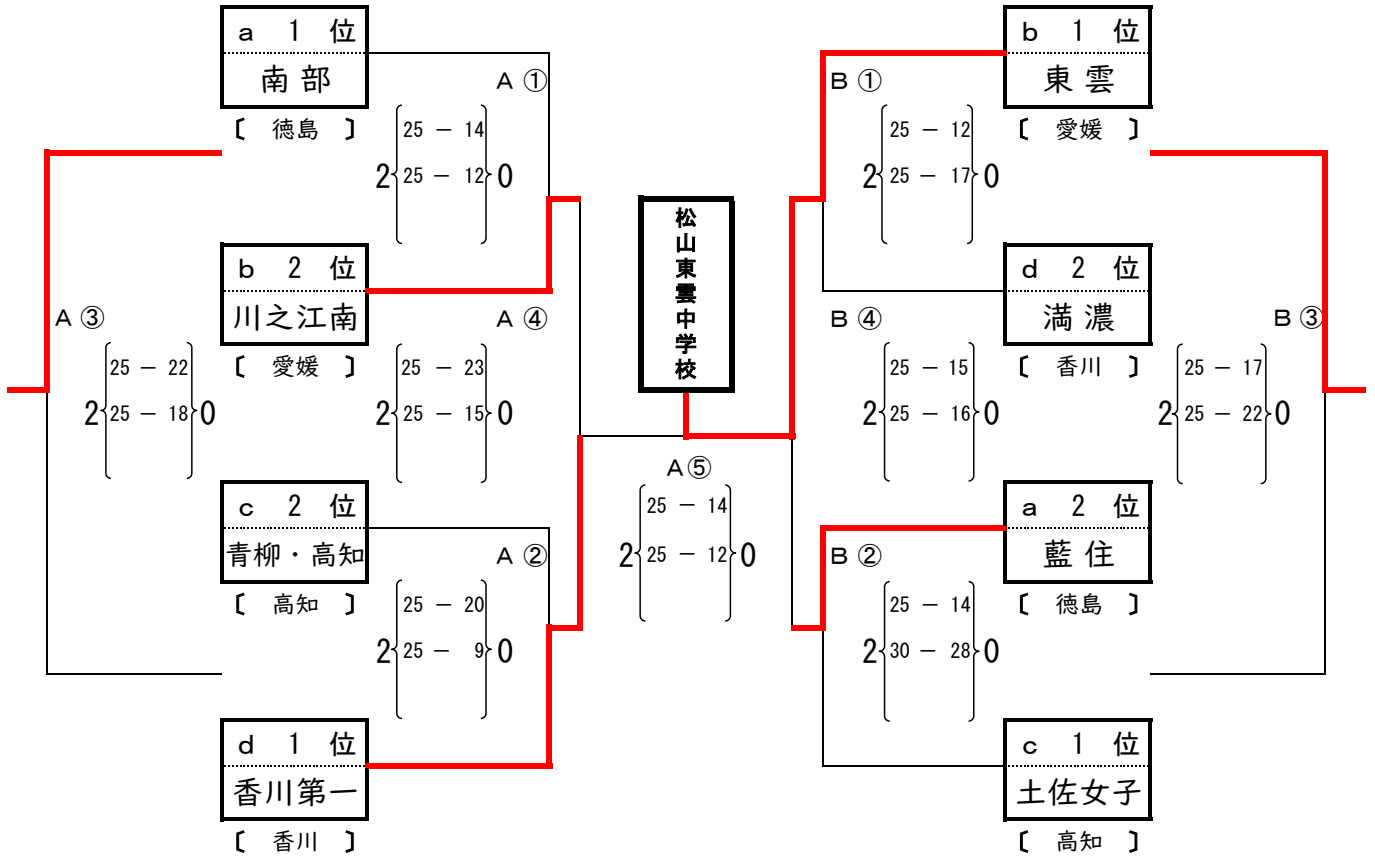 a 1 位
南 部
〔 徳島 〕
A ①
25 － 14
2 25 － 12 0
b 2 位
川之江南
〔 愛媛 〕
A ③
25 － 22
2 25 － 18 0
A ④
25 － 23
2 25 － 15 0
c 2 位
青柳・高知
〔 高知 〕
A ②
25 － 20
2 25 － 9 0
d 1 位
香川第一
〔 香川 〕
松山東雲中学校
A ⑤
25 － 14
2 25 － 12 0
b 1 位
東 雲
〔 愛媛 〕
B ①
25 － 12
2 25 － 17 0
d 2 位
満 濃
〔 香川 〕
B ④
25 － 15
2 25 － 16 0
B ③
25 － 17
2 25 － 22 0
a 2 位
藍 住
〔 徳島 〕
B ②
25 － 14
2 30 － 28 0
c 1 位
土佐女子
〔 高知 〕